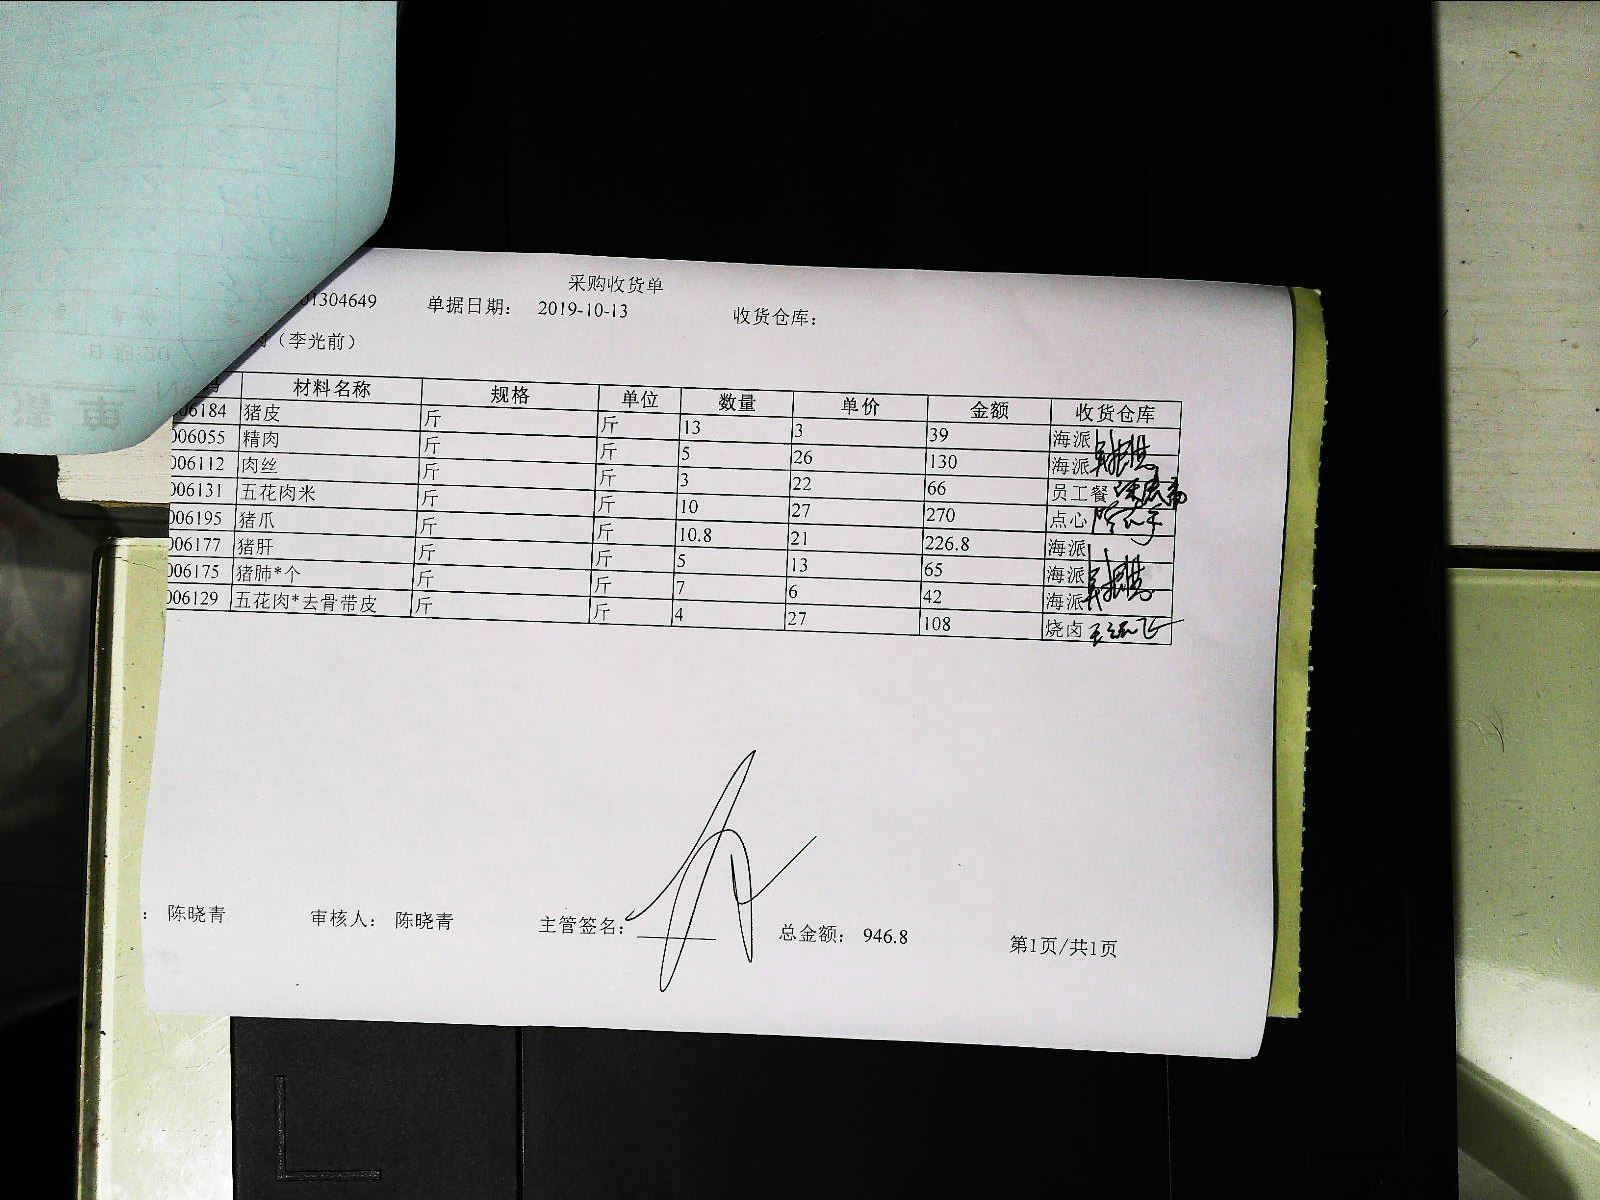 采购收货单
01304649 单据日期: 2019-10-13 收货仓库:
(李光前)
号 材料名称 规格 单位 数量 单价 金额 收货仓库
06184 猪皮 斤 斤 13 3 39 海派
006055 精肉 斤 斤 5 26 130 海派
006112 肉丝 斤 斤 3 22 66 员工餐
006131 五花肉米 斤 斤 10 27 270 点心
006195 猪爪 斤 斤 10.8 21 226.8 海派
006177 猪肝 斤 斤 5 13 65 海派
006175 猪肺*个 斤 斤 7 6 42 海派
006129 五花肉*去骨带皮 斤 斤 4 27 108 烧卤
: 陈晓青 审核人: 陈晓青 主管签名: 总金额: 946.8 第1页/共1页